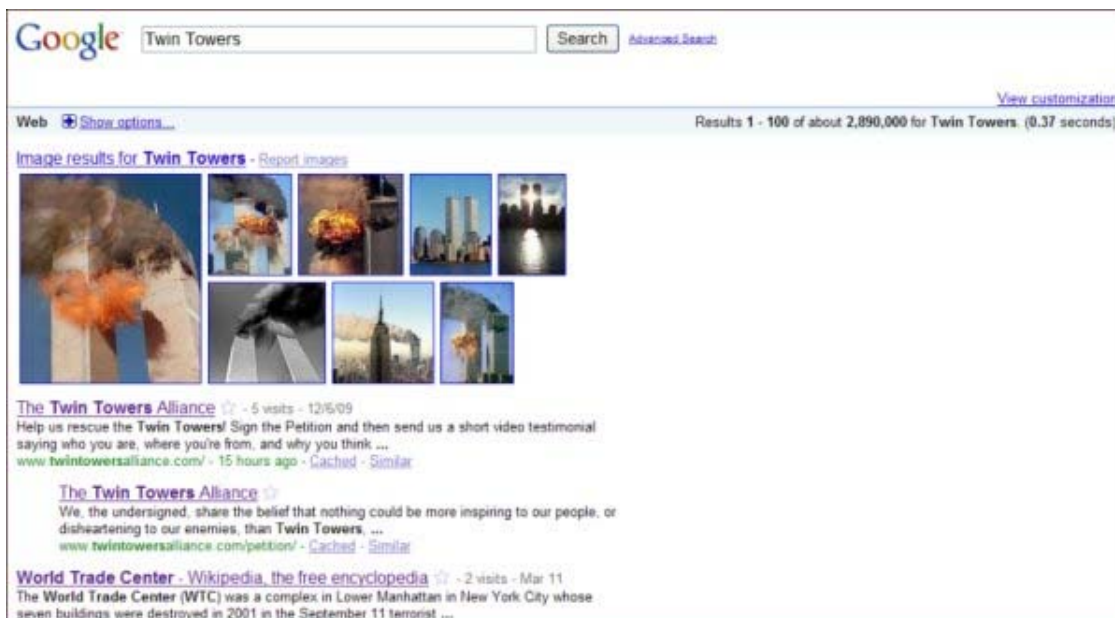 Google
Twin Towers
Search
Advanced Search
View customization
Web Show options...
Results 1 - 100 of about 2,890,000 for Twin Towers. (0.37 seconds)
Image results for Twin Towers - Report images
The Twin Towers Alliance - 5 visits - 12/6/09
Help us rescue the Twin Towers! Sign the Petition and then send us a short video testimonial
saying who you are, where you're from, and why you think ...
www.twintowersalliance.com/ - 15 hours ago - Cached - Similar
The Twin Towers Alliance
We, the undersigned, share the belief that nothing could be more inspiring to our people, or
disheartening to our enemies, than Twin Towers, ...
www.twintowersalliance.com/petition/ - Cached - Similar
World Trade Center - Wikipedia, the free encyclopedia - 2 visits - Mar 11
The World Trade Center (WTC) was a complex in Lower Manhattan in New York City whose
seven buildings were destroyed in 2001 in the September 11 terrorist ...